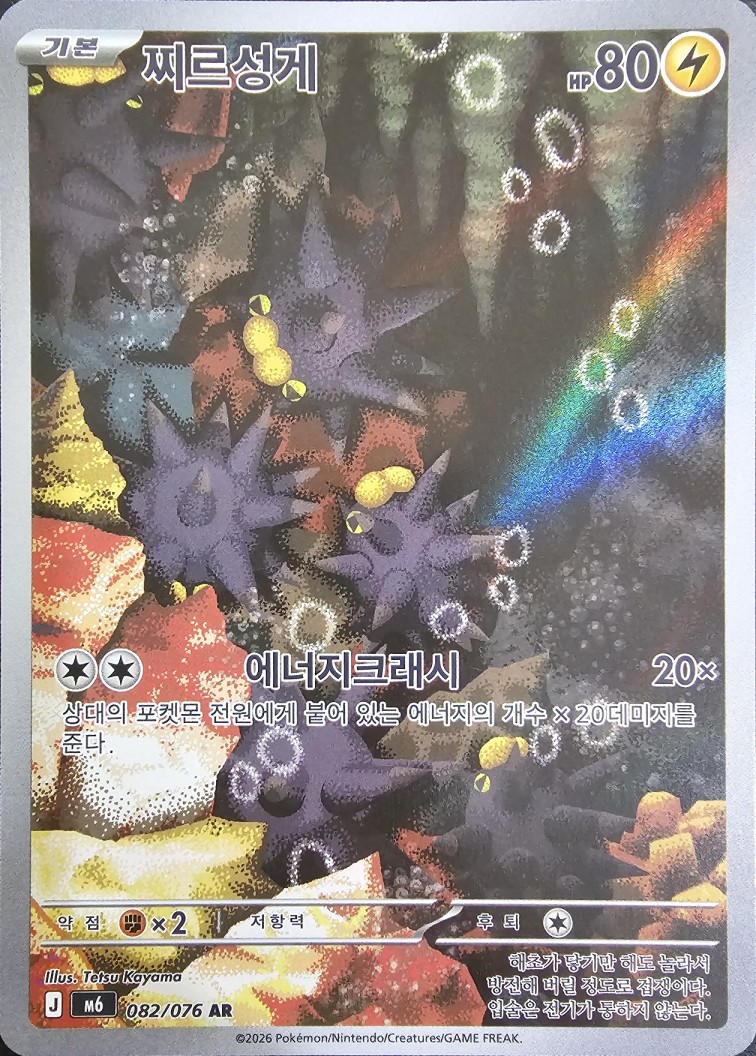 기본 찌르성게 HP 80
에너지크래시 20×
상대의 포켓몬 전원에게 붙어 있는 에너지의 개수 × 20데미지를
준다.
약점 ×2 저항력 후퇴
해초가 닿기만 해도 놀라서
방전해 버릴 정도로 겁쟁이다.
입술은 전기가 통하지 않는다.
Illus. Tetsu Kayama
J M6 082/076 AR
©2026 Pokémon/Nintendo/Creatures/GAME FREAK.